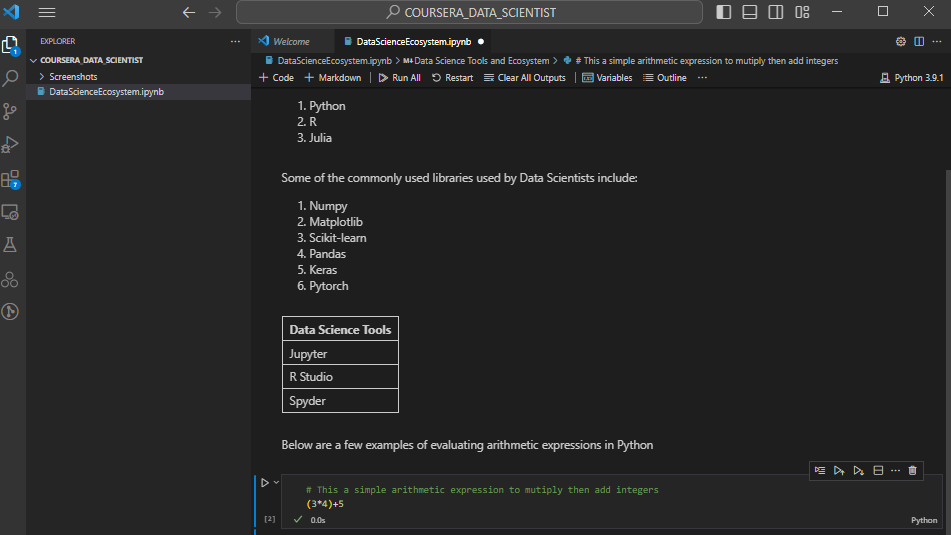 COURSERA_DATA_SCIENTIST
EXPLORER
COURSERA_DATA_SCIENTIST
Screenshots
DataScienceEcosystem.ipynb
1
7
Welcome
DataScienceEcosystem.ipynb
DataScienceEcosystem.ipynb > M↓ Data Science Tools and Ecosystem > # This a simple arithmetic expression to mutiply then add integers
+ Code + Markdown Run All Restart Clear All Outputs Variables Outline ... Python 3.9.1
1. Python
2. R
3. Julia
Some of the commonly used libraries used by Data Scientists include:
1. Numpy
2. Matplotlib
3. Scikit-learn
4. Pandas
5. Keras
6. Pytorch
Data Science Tools
Jupyter
R Studio
Spyder
Below are a few examples of evaluating arithmetic expressions in Python
# This a simple arithmetic expression to mutiply then add integers
(3*4)+5
[2] 0.0s Python